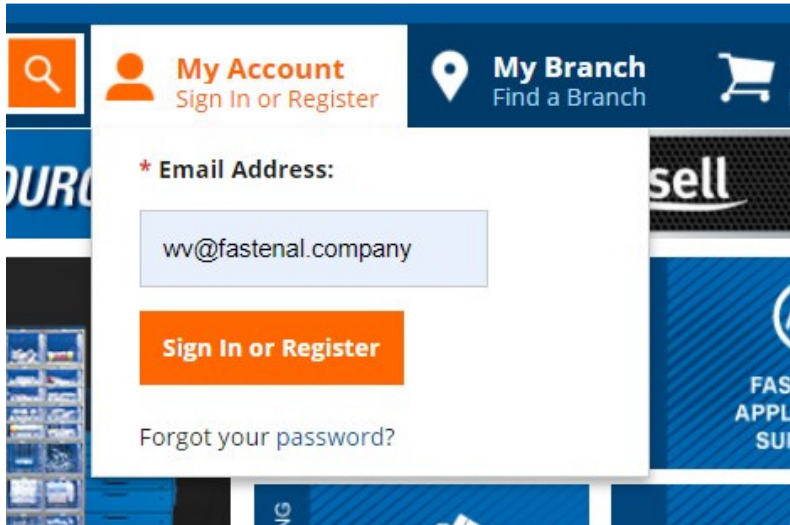 My Account
Sign In or Register
My Branch
Find a Branch
* Email Address:
sell
wv@fastenal.company
Sign In or Register
Forgot your password?